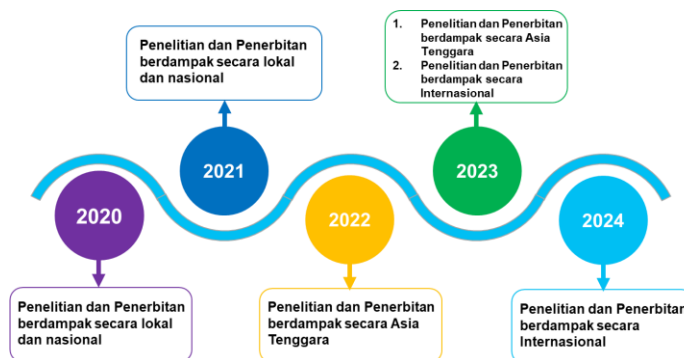 Penelitian dan Penerbitan
berdampak secara lokal
dan nasional
1. Penelitian dan Penerbitan
berdampak secara Asia
Tenggara
2. Penelitian dan Penerbitan
berdampak secara
Internasional
2021
2023
2020
2022
2024
Penelitian dan Penerbitan
berdampak secara lokal
dan nasional
Penelitian dan Penerbitan
berdampak secara Asia
Tenggara
Penelitian dan Penerbitan
berdampak secara
Internasional